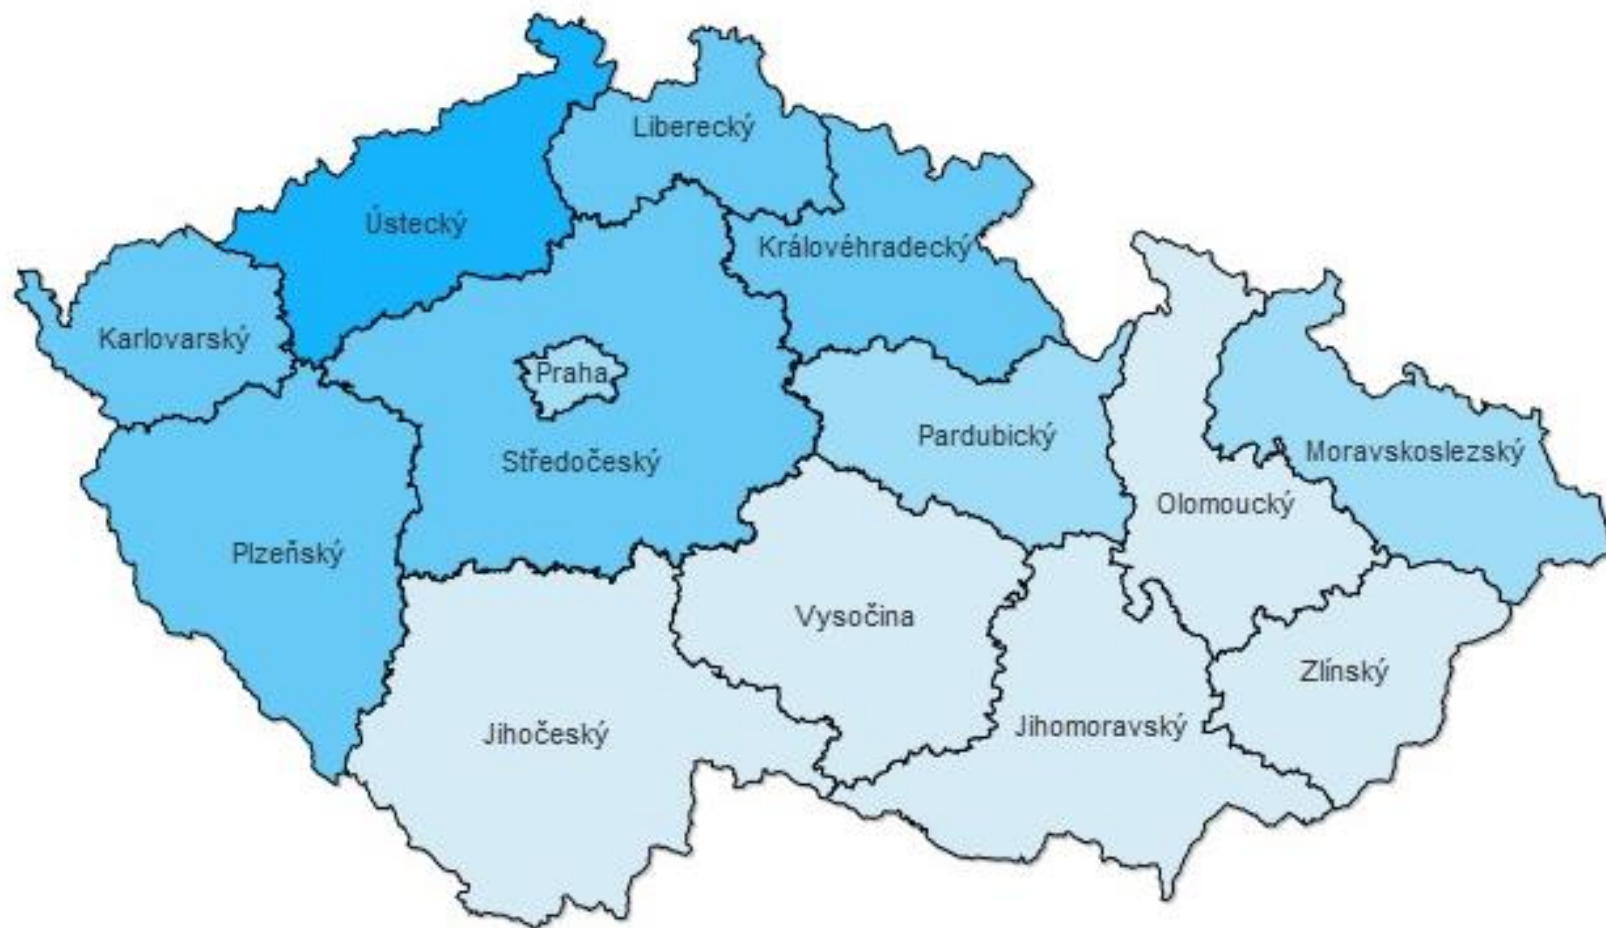 Liberecký
Ústecký
Královéhradecký
Karlovarský
Praha
Pardubický
Středočeský
Moravskoslezský
Olomoucký
Plzeňský
Vysočina
Zlínský
Jihomoravský
Jihočeský